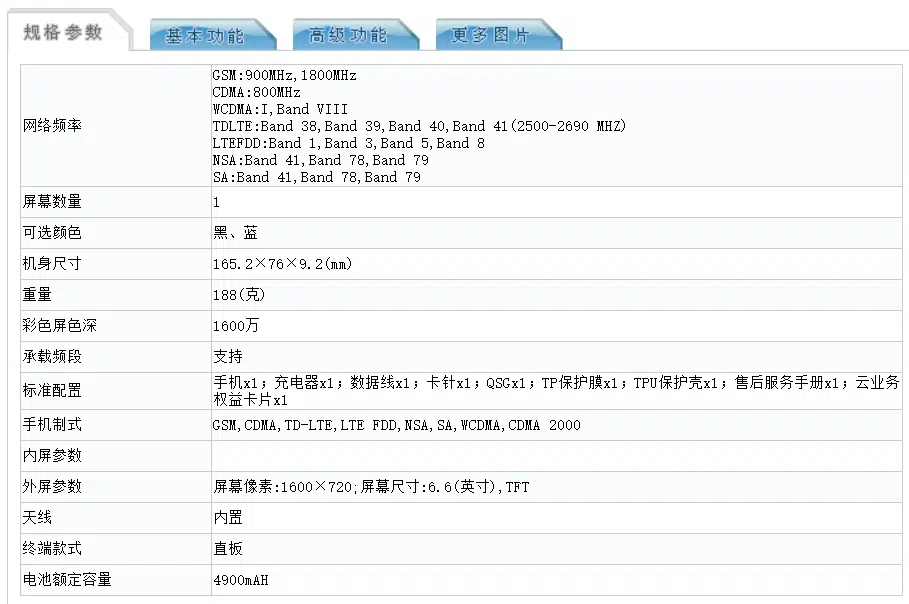 规格参数 基本功能 高级功能 更多图片
网络频率
GSM:900MHz,1800MHz
CDMA:800MHz
WCDMA:I,Band VIII
TDLTE:Band 38,Band 39,Band 40,Band 41(2500-2690 MHZ)
LTEFDD:Band 1,Band 3,Band 5,Band 8
NSA:Band 41,Band 78,Band 79
SA:Band 41,Band 78,Band 79
屏幕数量 1
可选颜色 黑、蓝
机身尺寸 165.2×76×9.2(mm)
重量 188(克)
彩色屏色深 1600万
承载频段 支持
标准配置 手机x1；充电器x1；数据线x1；卡针x1；QSGx1；TP保护膜x1；TPU保护壳x1；售后服务手册x1；云业务
权益卡片x1
手机制式 GSM,CDMA,TD-LTE,LTE FDD,NSA,SA,WCDMA,CDMA 2000
内屏参数
外屏参数 屏幕像素:1600×720;屏幕尺寸:6.6(英寸),TFT
天线 内置
终端款式 直板
电池额定容量 4900mAH